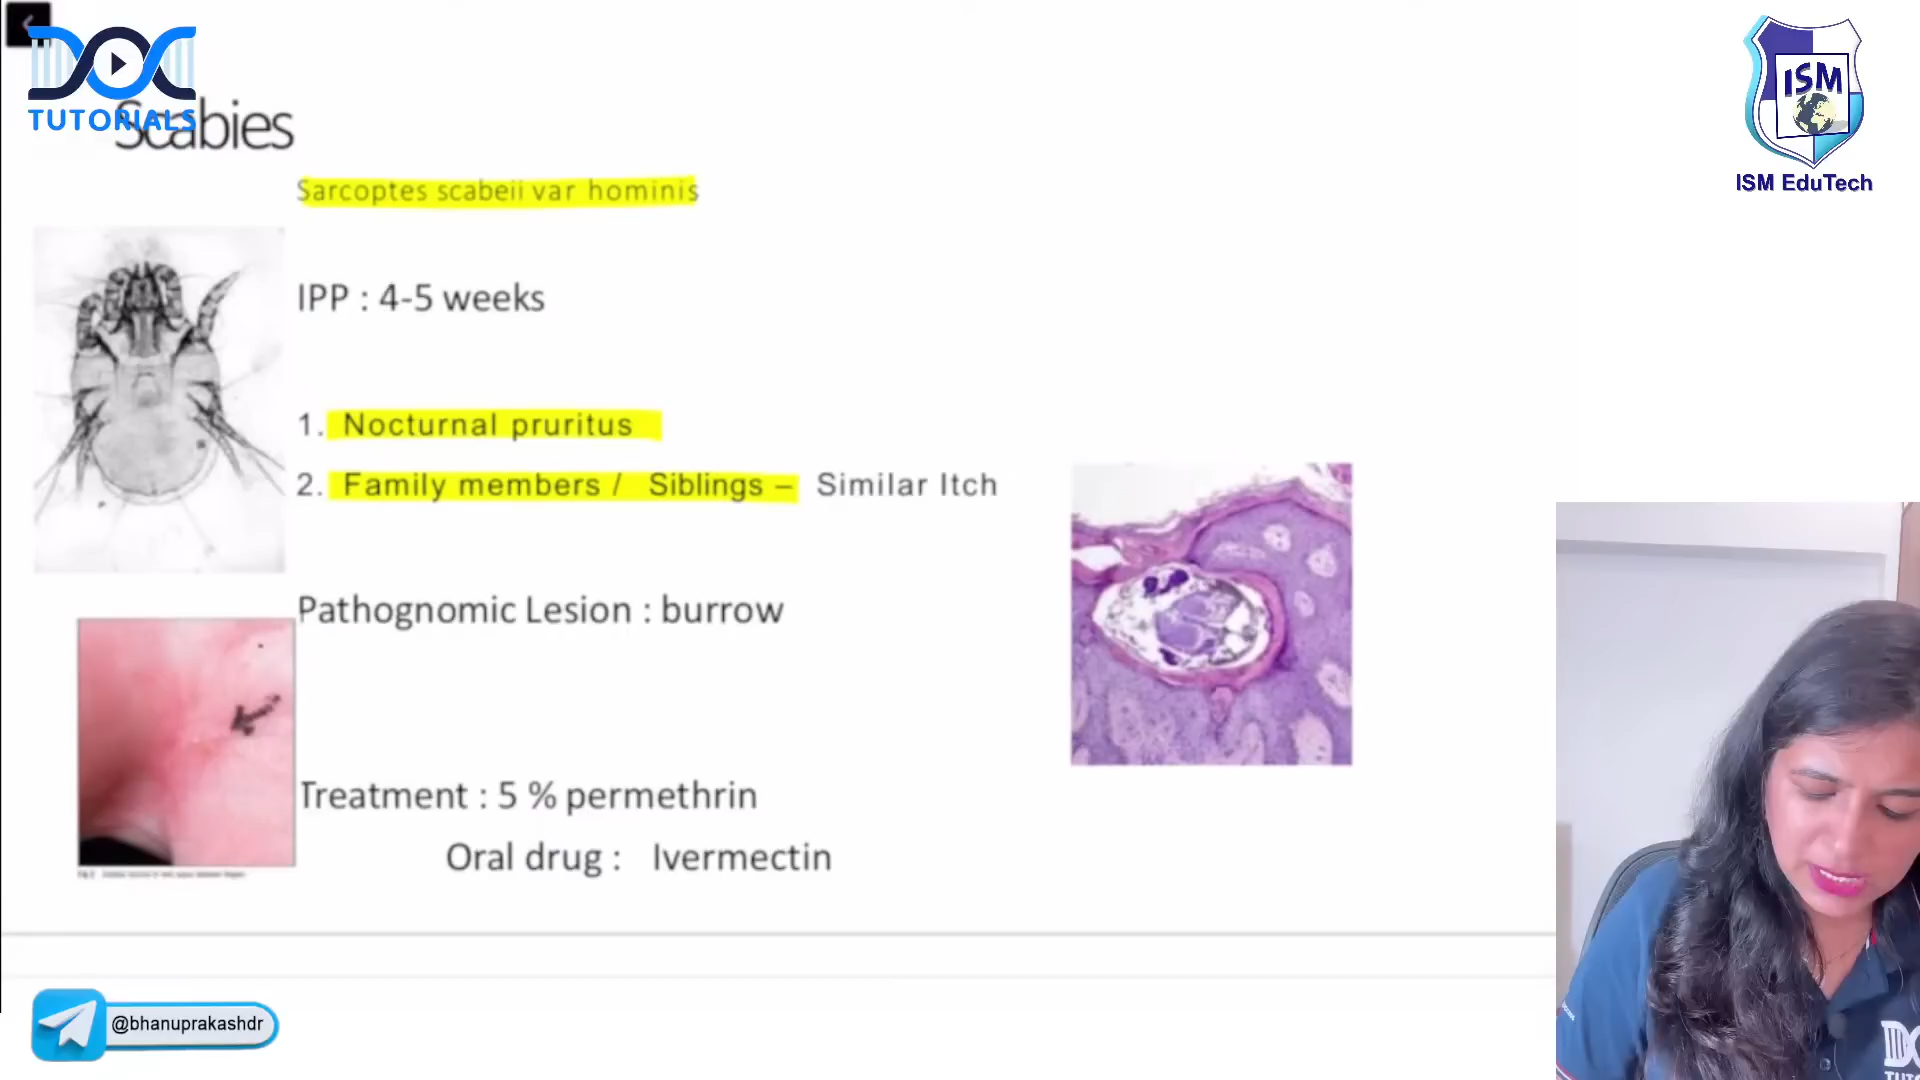 DOC
TUTORIALS
Scabies
ISM
ISM EduTech
Sarcoptes scabeii var hominis
IPP : 4-5 weeks
1. Nocturnal pruritus
2. Family members / Siblings – Similar Itch
Pathognomic Lesion : burrow
Treatment : 5 % permethrin
Oral drug : Ivermectin
@bhanuprakashdr